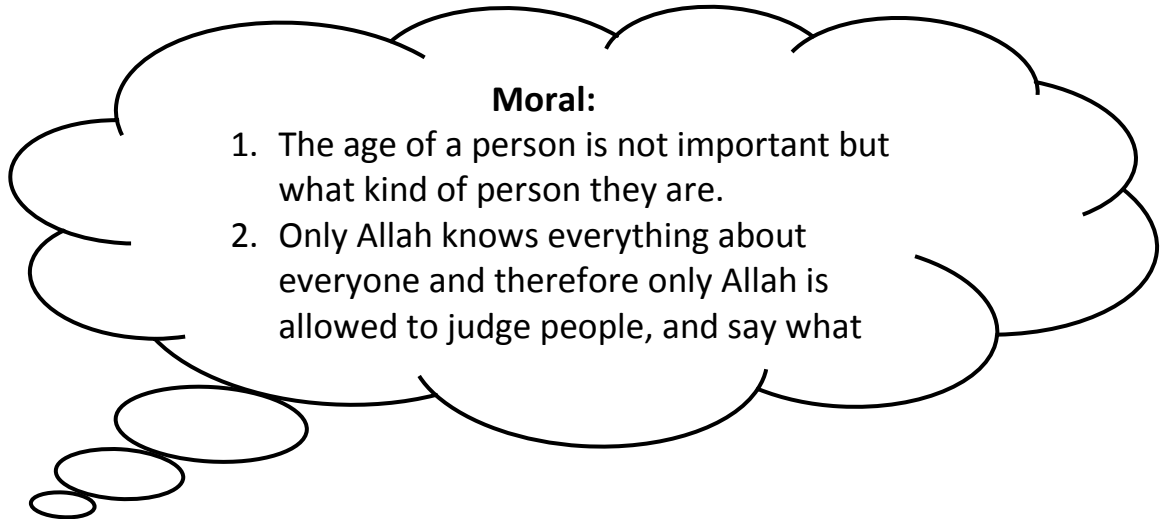 Moral:
1. The age of a person is not important but
what kind of person they are.
2. Only Allah knows everything about
everyone and therefore only Allah is
allowed to judge people, and say what